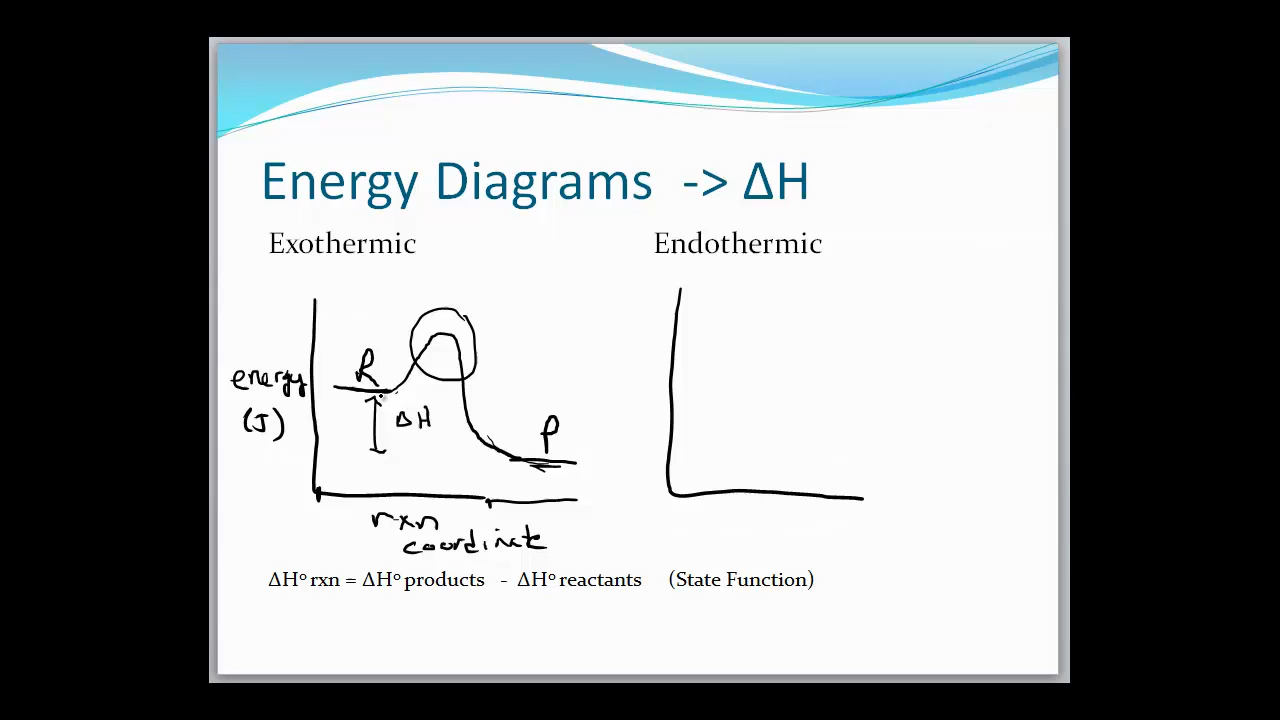 Energy Diagrams -> ΔH
Exothermic
Endothermic
R
energy
(J)
ΔH
P
rxn
coordinate
ΔH° rxn = ΔH° products - ΔH° reactants (State Function)